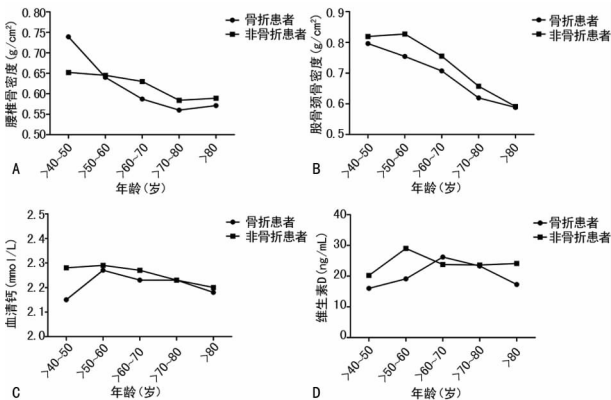 腰椎骨密度(g/cm²)
0.80
0.75
0.70
0.65
0.60
0.55
0.50
骨折患者
非骨折患者
>40~50
>50~60
>60~70
>70~80
>80
年龄(岁)
A
股骨颈骨密度(g/cm²)
0.9
0.8
0.7
0.6
0.5
骨折患者
非骨折患者
>40~50
>50~60
>60~70
>70~80
>80
年龄(岁)
B
血清钙(mmol/L)
2.5
2.4
2.3
2.2
2.1
2.0
骨折患者
非骨折患者
>40~50
>50~60
>60~70
>70~80
>80
年龄(岁)
C
维生素D(ng/mL)
40
30
20
10
0
骨折患者
非骨折患者
>40~50
>50~60
>60~70
>70~80
>80
年龄(岁)
D